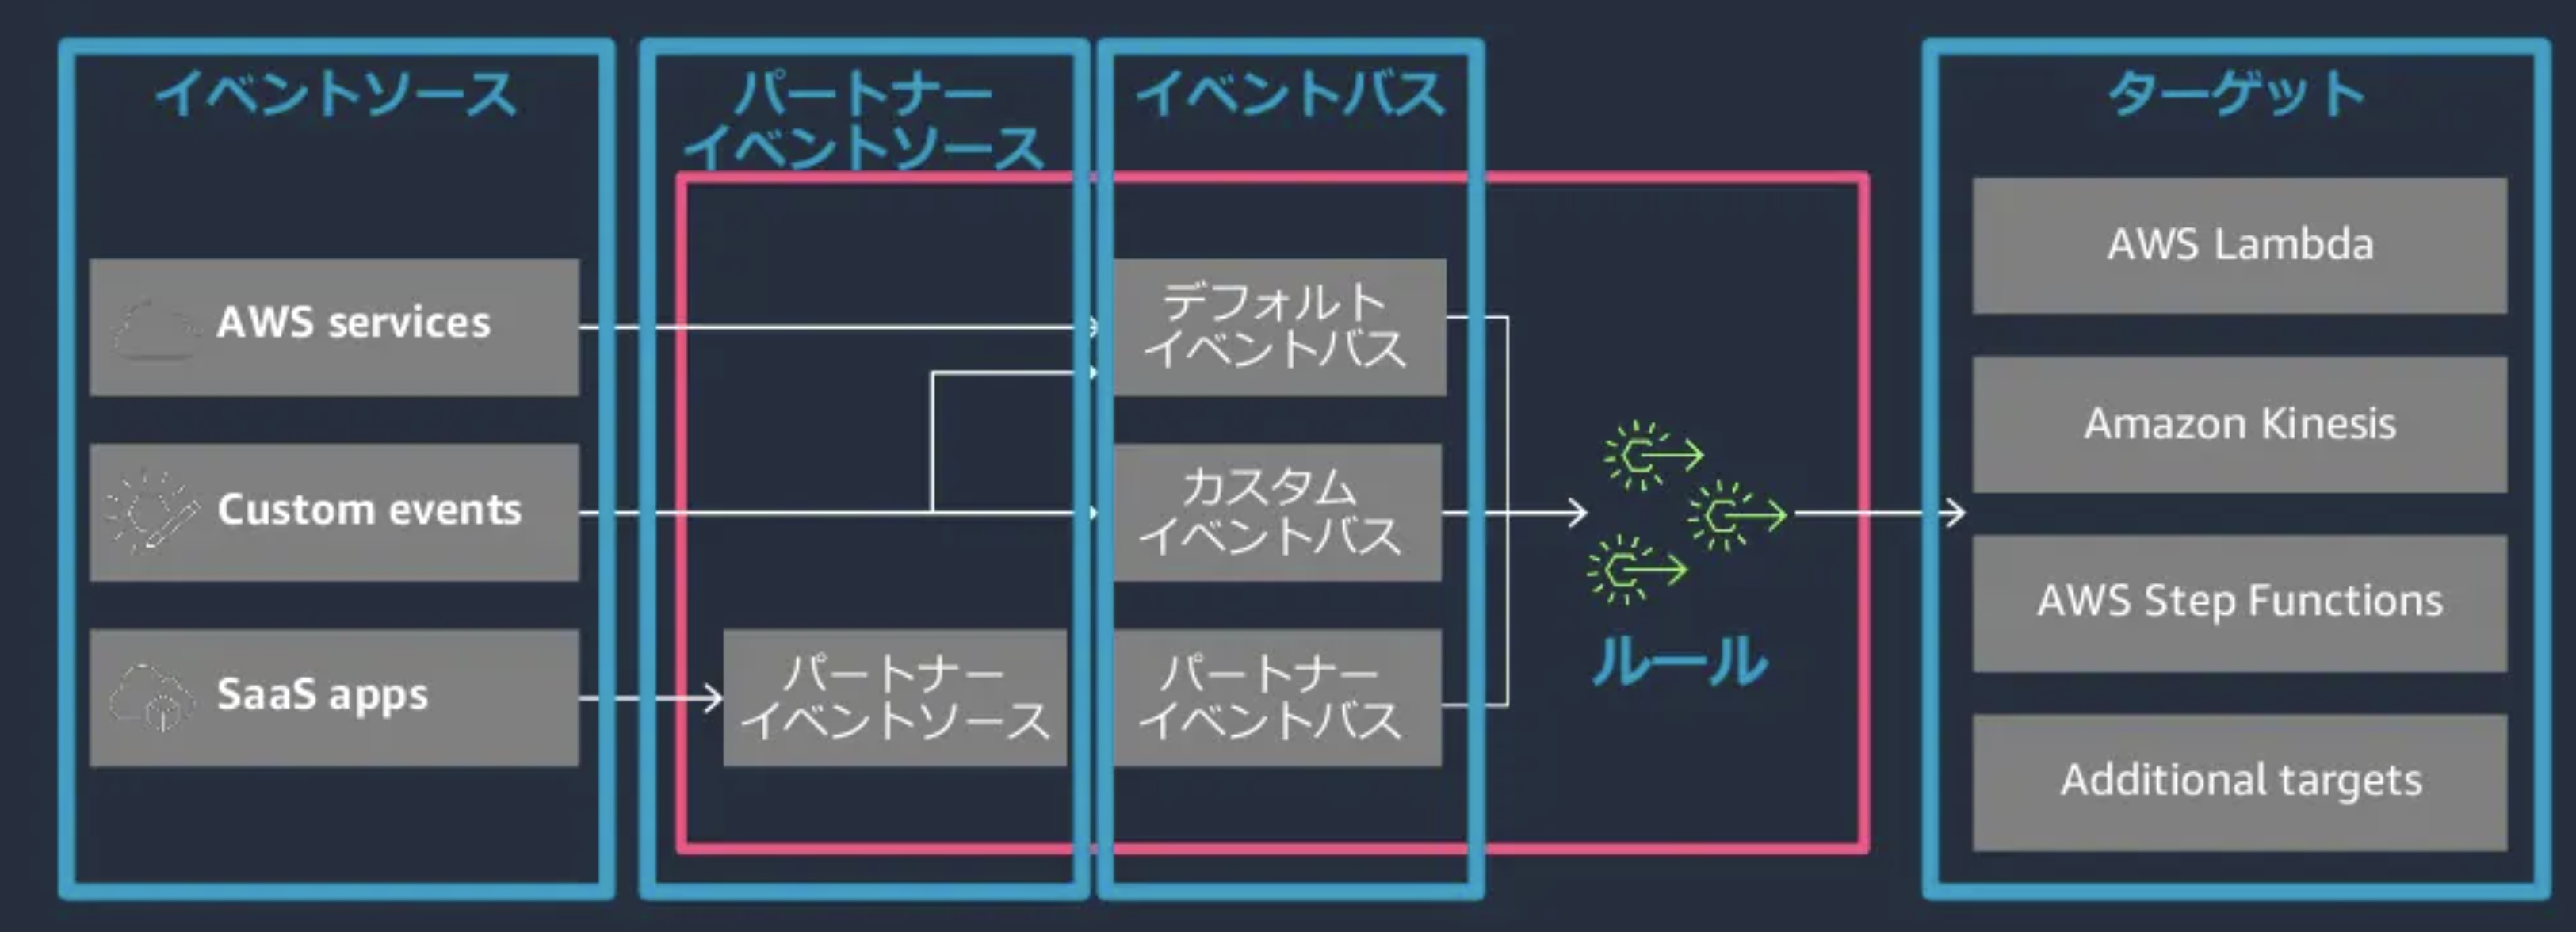 イベントソース
AWS services
Custom events
SaaS apps
パートナー
イベントソース
パートナー
イベントソース
イベントバス
デフォルト
イベントバス
カスタム
イベントバス
パートナー
イベントバス
ルール
ターゲット
AWS Lambda
Amazon Kinesis
AWS Step Functions
Additional targets